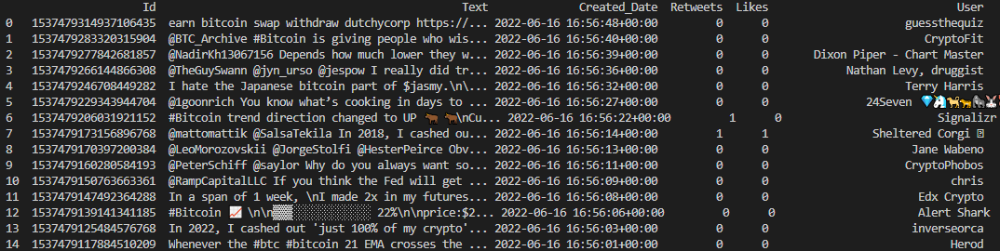 Id Text Created_Date Retweets Likes User
0 1537479314937106435 earn bitcoin swap withdraw dutchycorp https://... 2022-06-16 16:56:48+00:00 0 0 guessthequiz
1 1537479283320315904 @BTC_Archive #Bitcoin is giving people who wis... 2022-06-16 16:56:40+00:00 0 0 CryptoFit
2 1537479277842681857 @NadirKh13067156 Depends how much lower they w... 2022-06-16 16:56:39+00:00 0 0 Dixon Piper - Chart Master
3 1537479266144866308 @TheGuySwann @jyn_urso @jespow I really did tr... 2022-06-16 16:56:36+00:00 0 0 Nathan Levy, druggist
4 1537479246708449282 I hate the Japanese bitcoin part of $jasmy.\n\... 2022-06-16 16:56:32+00:00 0 0 Terry Harris
5 1537479229343944704 @1goonrich You know what’s cooking in days to ... 2022-06-16 16:56:27+00:00 0 0 24Seven 💎
6 1537479206031921152 #Bitcoin trend direction changed to UP 🐂 🐂\nCu... 2022-06-16 16:56:22+00:00 1 0 Signalizr
7 1537479173156896768 @mattomattik @SalsaTekila In 2018, I cashed ou... 2022-06-16 16:56:14+00:00 1 1 Sheltered Corgi
8 1537479170397200384 @LeoMorozovskii @JorgeStolfi @HesterPeirce Obv... 2022-06-16 16:56:13+00:00 0 0 Jane Wabeno
9 1537479160280584193 @PeterSchiff @saylor Why do you always want so... 2022-06-16 16:56:11+00:00 0 0 CryptoPhobos
10 1537479150763663361 @RampCapitalLLC If you think the Fed will get ... 2022-06-16 16:56:09+00:00 0 0 chris
11 1537479147492364288 In a span of 1 week, \nI made 2x in my futures... 2022-06-16 16:56:08+00:00 0 0 Edx Crypto
12 1537479139141341185 #Bitcoin 📈 \n\n▓▓░░░░░░░░░░░░░ 22%\n\nprice:$2... 2022-06-16 16:56:06+00:00 0 0 Alert Shark
13 1537479125484576768 In 2022, I cashed out 'just 100% of my crypto'... 2022-06-16 16:56:03+00:00 0 0 inverseorca
14 1537479117884510209 Whenever the #btc #bitcoin 21 EMA crosses the ... 2022-06-16 16:56:01+00:00 0 0 Herod